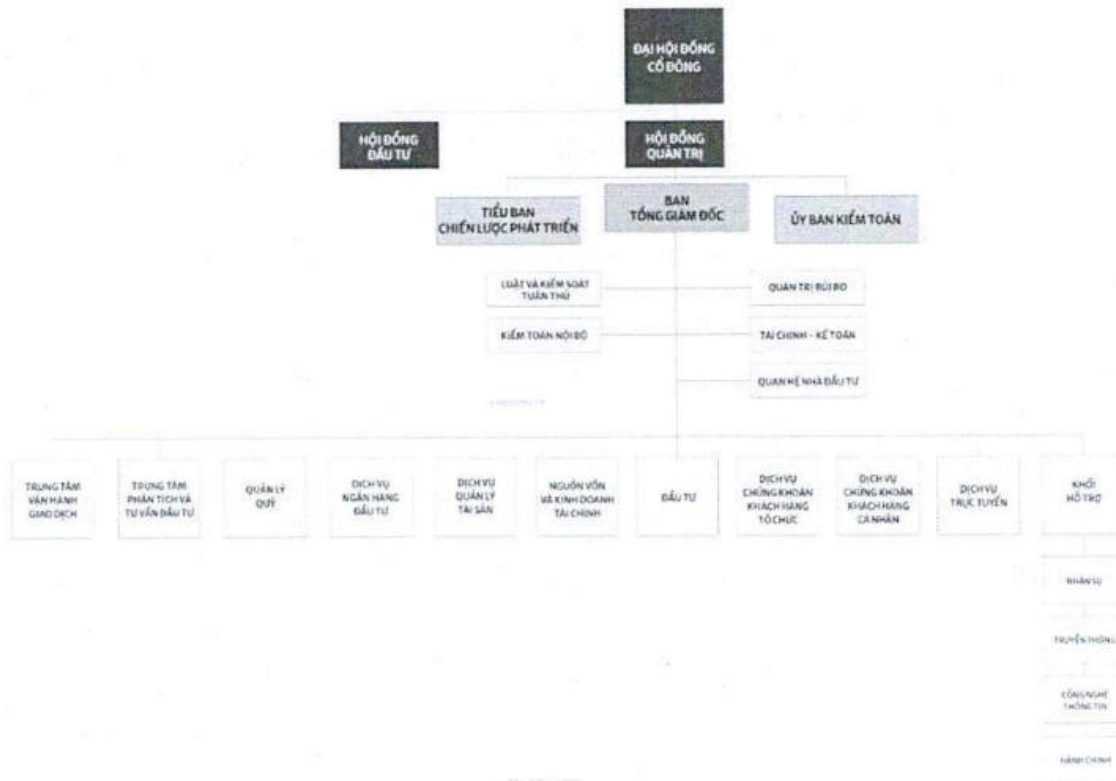 ĐẠI HỘI ĐỒNG
CỔ ĐÔNG
HỘI ĐỒNG
ĐẦU TƯ
HỘI ĐỒNG
QUẢN TRỊ
TIỂU BAN
CHIẾN LƯỢC PHÁT TRIỂN
BAN
TỔNG GIÁM ĐỐC
ỦY BAN KIỂM TOÁN
LUẬT VÀ KIỂM SOÁT
TUÂN THỦ
QUẢN TRỊ RỦI RO
KIỂM TOÁN NỘI BỘ
TÀI CHÍNH - KẾ TOÁN
QUAN HỆ NHÀ ĐẦU TƯ
TRUNG TÂM
VẬN HÀNH
GIAO DỊCH
TRUNG TÂM
PHÂN TÍCH VÀ
TƯ VẤN ĐẦU TƯ
QUẢN LÝ
QUỸ
DỊCH VỤ
NGÂN HÀNG
ĐẦU TƯ
DỊCH VỤ
QUẢN LÝ
TÀI SẢN
NGUỒN VỐN
VÀ KINH DOANH
TÀI CHÍNH
ĐẦU TƯ
DỊCH VỤ
CHỨNG KHOÁN
KHÁCH HÀNG
TỔ CHỨC
DỊCH VỤ
CHỨNG KHOÁN
KHÁCH HÀNG
CÁ NHÂN
DỊCH VỤ
TRỰC TUYẾN
KHỐI
HỖ TRỢ
NHÂN SỰ
TRUYỀN THÔNG
CÔNG NGHỆ
THÔNG TIN
HÀNH CHÍNH